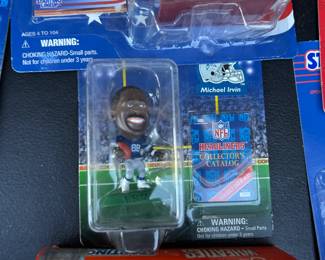 AGES 4 TO 104
WARNING:
CHOKING HAZARD-Small parts.
Not for children under 3 years
Michael Irvin
88
NFL
HEADLINERS
COLLECTOR'S
CATALOG
WARNING:
CHOKING HAZARD - Small Parts
Not for children under 3 years.